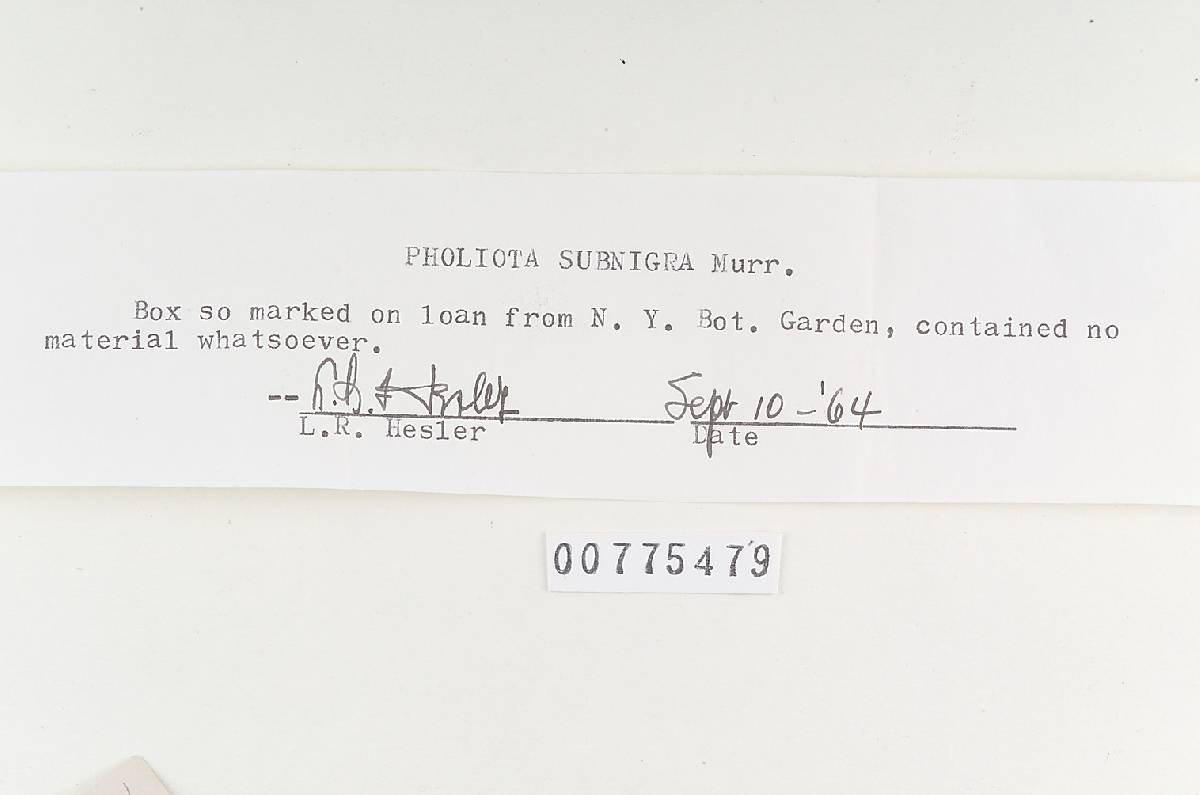 PHOLIOTA SUBNIGRA Murr.
Box so marked on loan from N. Y. Bot. Garden, contained no
material whatsoever.
-- L.R. Hesler Sept 10 - '64
L.R. Hesler Date
00775479